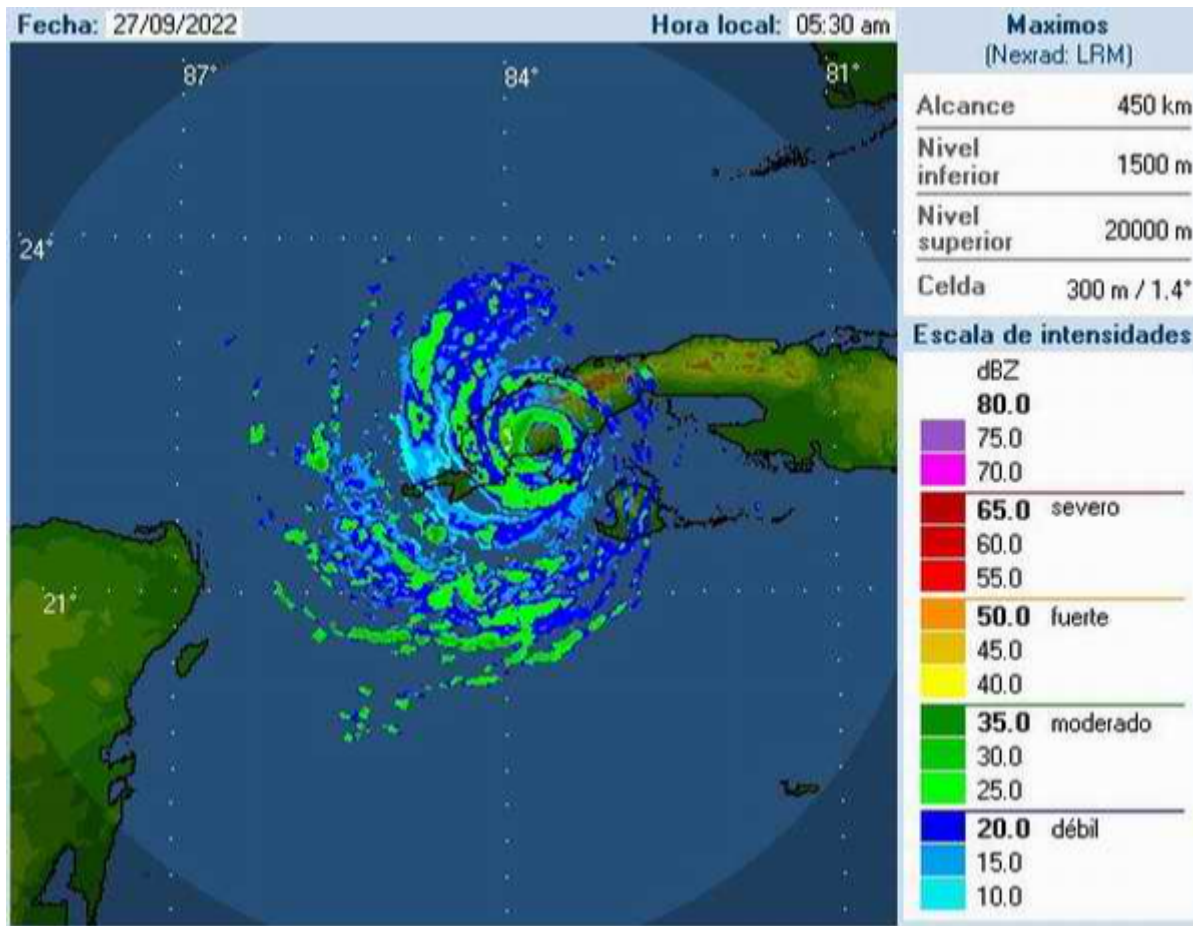 Fecha: 27/09/2022
Hora local: 05:30 am
87°
84°
81°
24°
21°
Maximos
(Nexrad: LRM)
Alcance 450 km
Nivel
inferior 1500 m
Nivel
superior 20000 m
Celda 300 m / 1.4°
Escala de intensidades
dBZ
80.0
75.0
70.0
65.0 severo
60.0
55.0
50.0 fuerte
45.0
40.0
35.0 moderado
30.0
25.0
20.0 débil
15.0
10.0